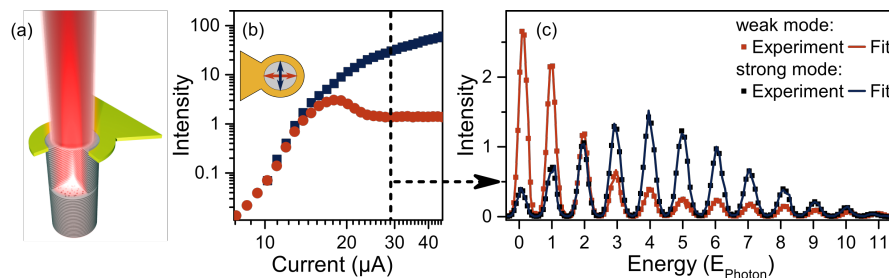 (a)
(b)
(c)
Intensity
100
10
1
0.1
10
20
30
40
Current (µA)
Intensity
2
1
0
0 1 2 3 4 5 6 7 8 9 10 11
Energy (E_Photon)
weak mode:
Experiment Fit
strong mode:
Experiment Fit